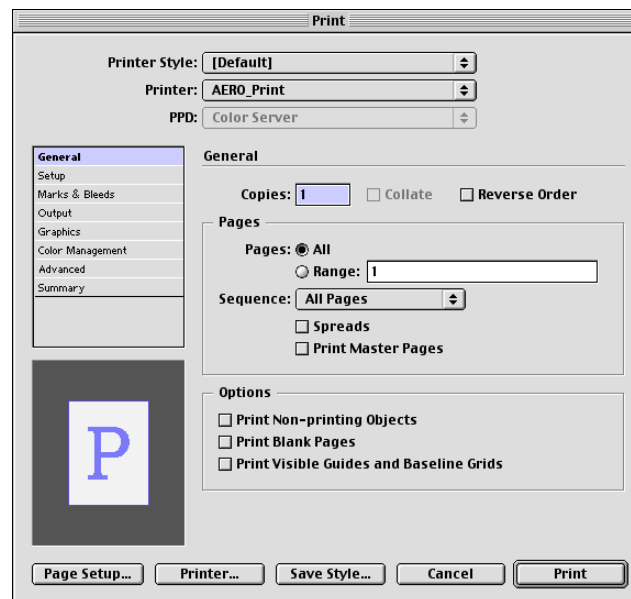 Print
Printer Style: [Default]
Printer: AERO_Print
PPD: Color Server
General
Setup
Marks & Bleeds
Output
Graphics
Color Management
Advanced
Summary
General
Copies: 1 Collate Reverse Order
Pages
Pages: All
Range: 1
Sequence: All Pages
Spreads
Print Master Pages
Options
Print Non-printing Objects
Print Blank Pages
Print Visible Guides and Baseline Grids
P
Page Setup... Printer... Save Style... Cancel Print